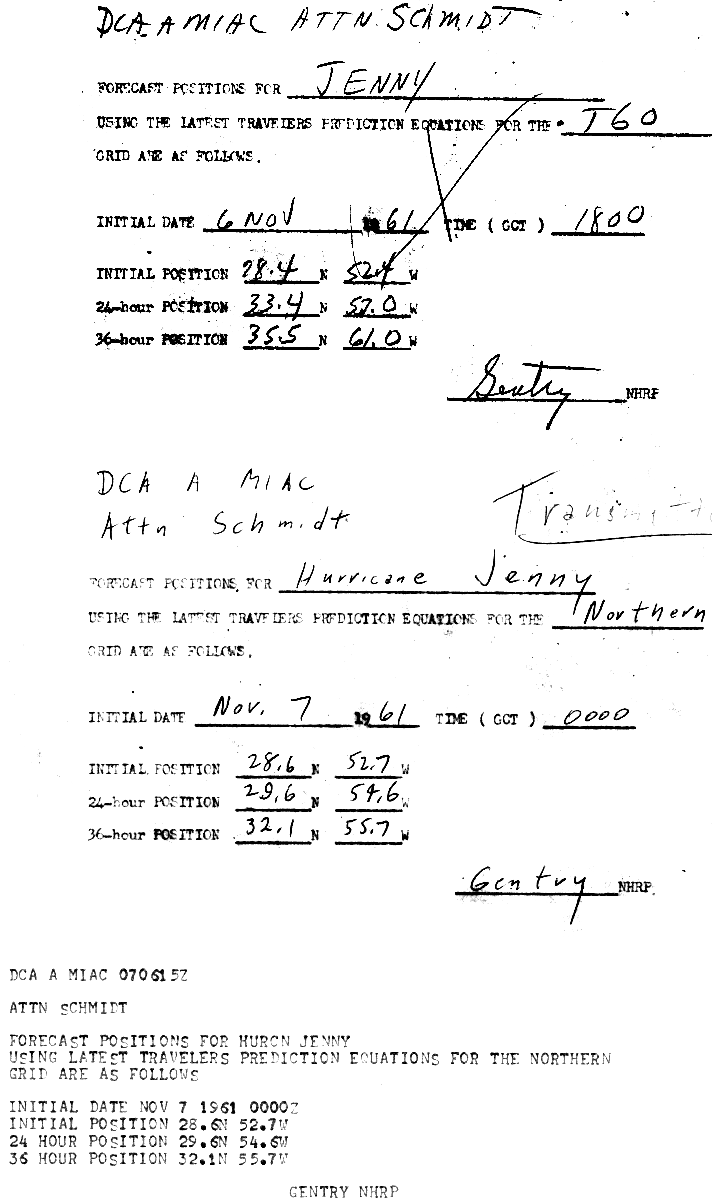 DCA A MIAC ATTN SCHMIDT
FORECAST POSITIONS FOR JENNY
USING THE LATEST TRAVELERS PREDICTION EQUATIONS FOR THE T60
GRID ARE AS FOLLOWS.
INITIAL DATE 6 NOV 1961 TIME ( GCT ) 1800
INITIAL POSITION 28.4 N 52.4 W
24-hour POSITION 33.4 N 57.0 W
36-hour POSITION 35.5 N 61.0 W
Gentry NHRP
DCA A MIAC
Attn Schmidt
FORECAST POSITIONS FOR Hurricane Jenny
USING THE LATEST TRAVELERS PREDICTION EQUATIONS FOR THE Northern
GRID ARE AS FOLLOWS.
INITIAL DATE Nov. 7 1961 TIME ( GCT ) 0000
INITIAL POSITION 28.6 N 52.7 W
24-hour POSITION 29.6 N 54.6 W
36-hour POSITION 32.1 N 55.7 W
Gentry NHRP.
DCA A MIAC 070615Z
ATTN SCHMIDT
FORECAST POSITIONS FOR HURCN JENNY
USING LATEST TRAVELERS PREDICTION EQUATIONS FOR THE NORTHERN
GRID ARE AS FOLLOWS
INITIAL DATE NOV 7 1961 0000Z
INITIAL POSITION 28.6N 52.7W
24 HOUR POSITION 29.6N 54.6W
36 HOUR POSITION 32.1N 55.7W
GENTRY NHRP